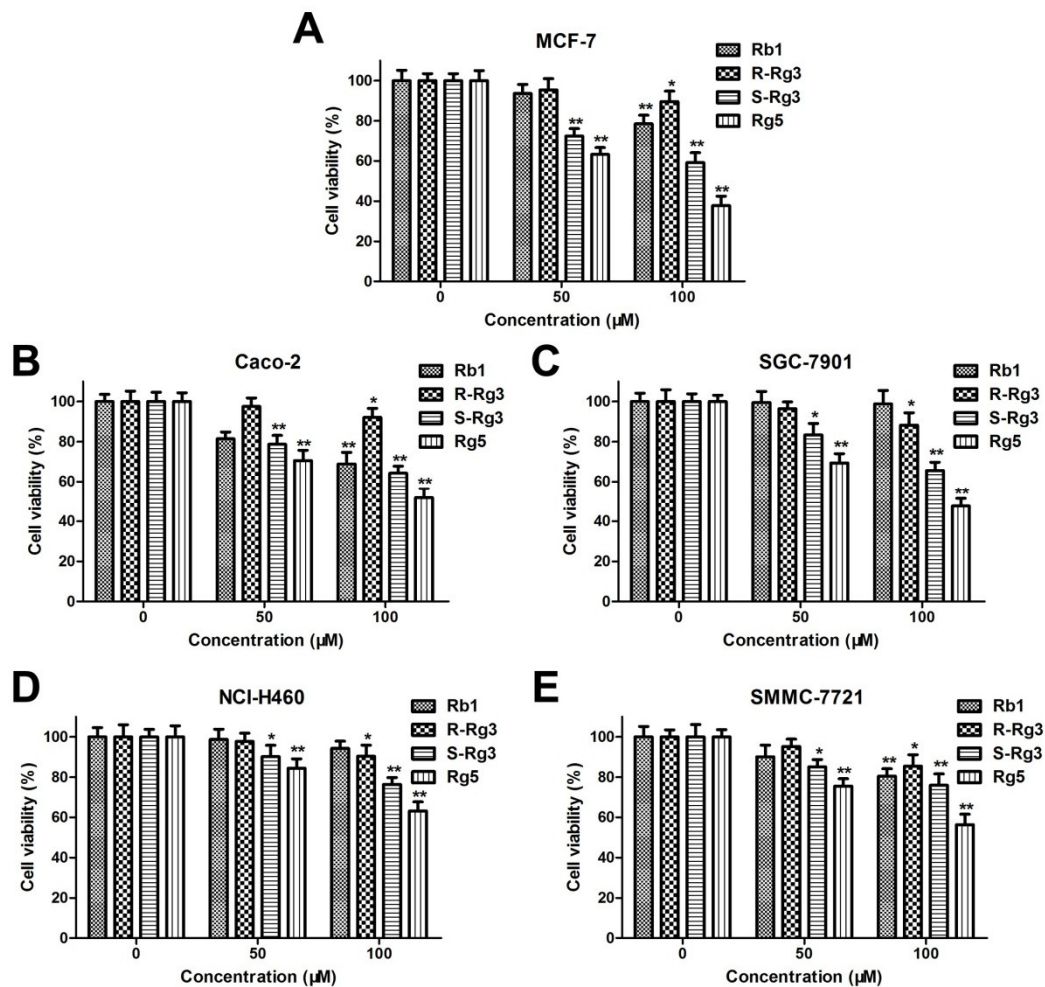 A
MCF-7
Rb1
R-Rg3
S-Rg3
Rg5
Cell viability (%)
100
80
60
40
20
0
** * ** **
** **
0 50 100
Concentration (µM)
B
Caco-2
Rb1
R-Rg3
S-Rg3
Rg5
Cell viability (%)
100
80
60
40
20
0
** ** ** * ** **
0 50 100
Concentration (µM)
C
SGC-7901
Rb1
R-Rg3
S-Rg3
Rg5
Cell viability (%)
100
80
60
40
20
0
* ** * ** **
0 50 100
Concentration (µM)
D
NCI-H460
Rb1
R-Rg3
S-Rg3
Rg5
Cell viability (%)
100
80
60
40
20
0
* ** * ** **
0 50 100
Concentration (µM)
E
SMMC-7721
Rb1
R-Rg3
S-Rg3
Rg5
Cell viability (%)
100
80
60
40
20
0
* ** ** * ** **
0 50 100
Concentration (µM)